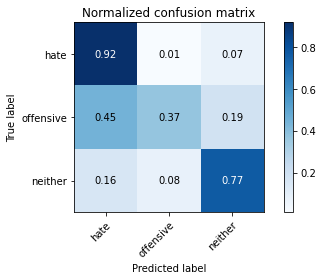 Normalized confusion matrix
True label
hate
0.92 0.01 0.07
offensive
0.45 0.37 0.19
neither
0.16 0.08 0.77
hate
offensive
neither
Predicted label
0.8
0.6
0.4
0.2